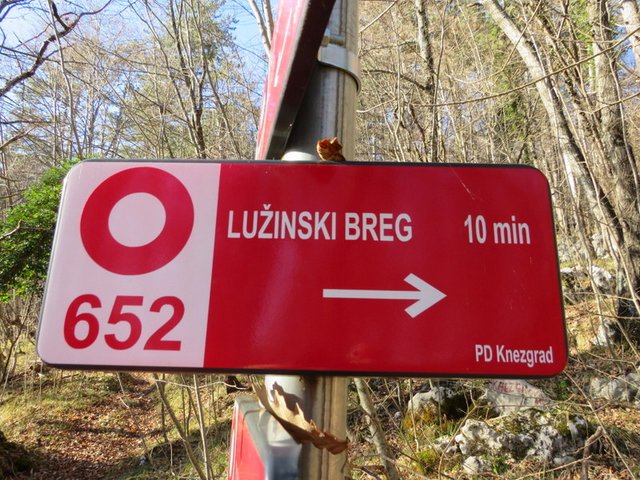 LUŽINSKI BREG 10 min
652
PD Knezgrad